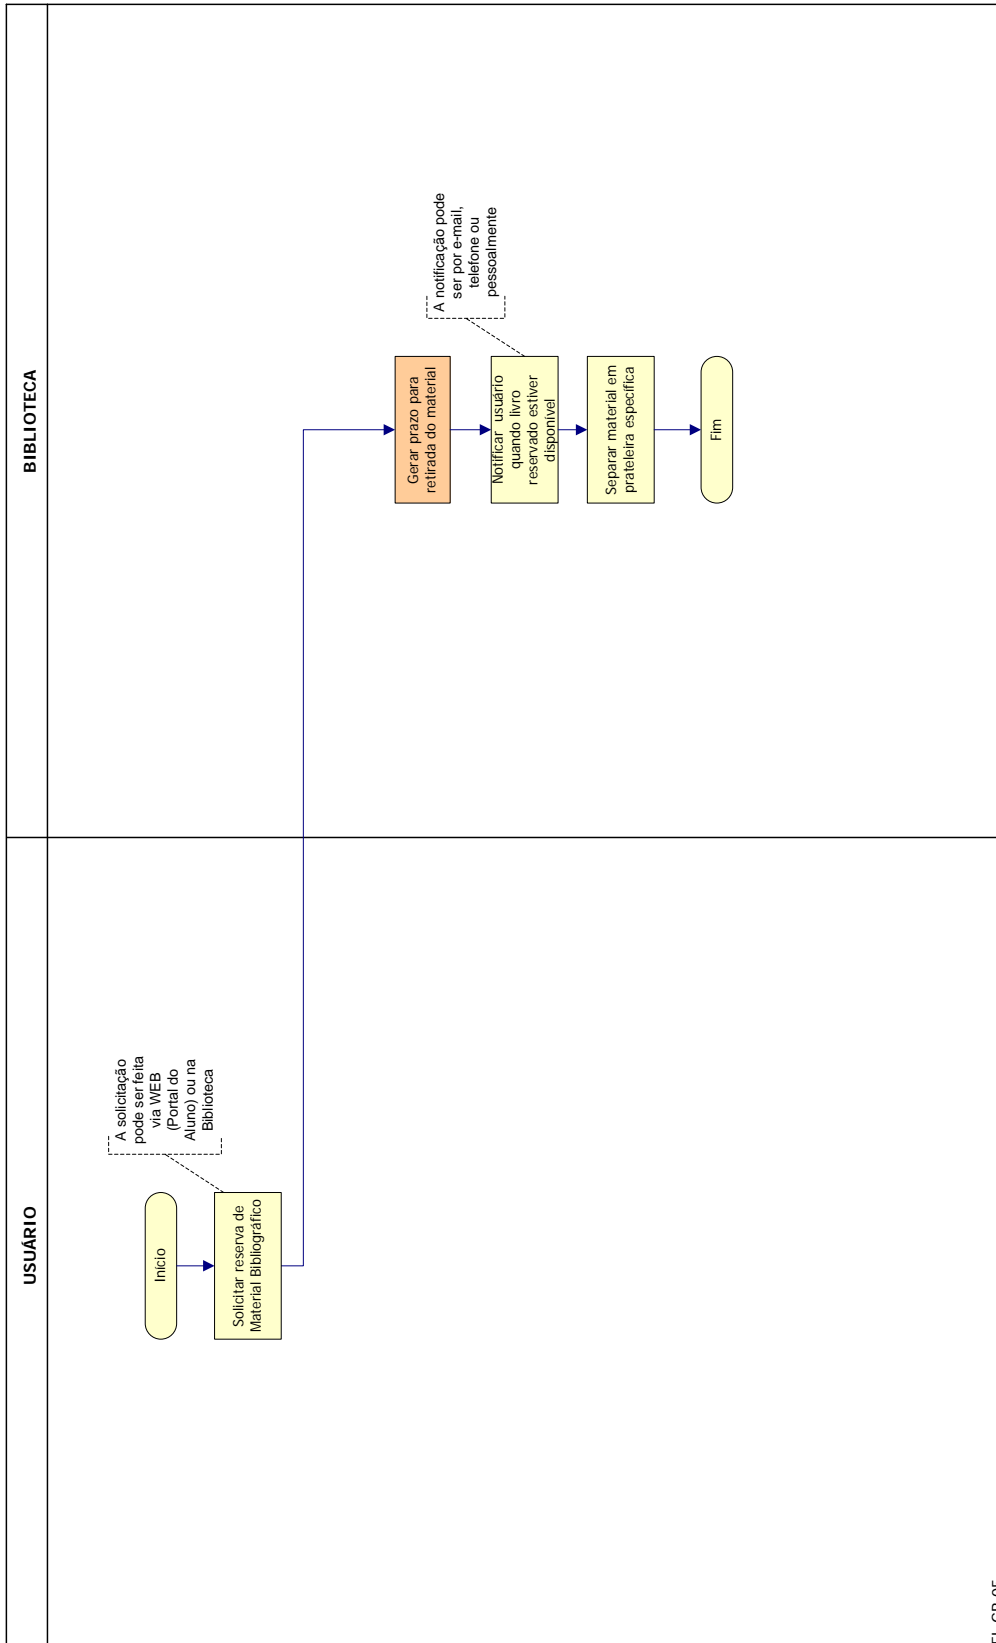 USUÁRIO
BIBLIOTECA
Início
A solicitação
pode ser feita
via WEB
(Portal do
Aluno) ou na
Biblioteca
Solicitar reserva de
Material Bibliográfico
Gerar prazo para
retirada do material
Notificar usuário
quando livro
reservado estiver
disponível
A notificação pode
ser por e-mail,
telefone ou
pessoalmente
Separar material em
prateleira específica
Fim